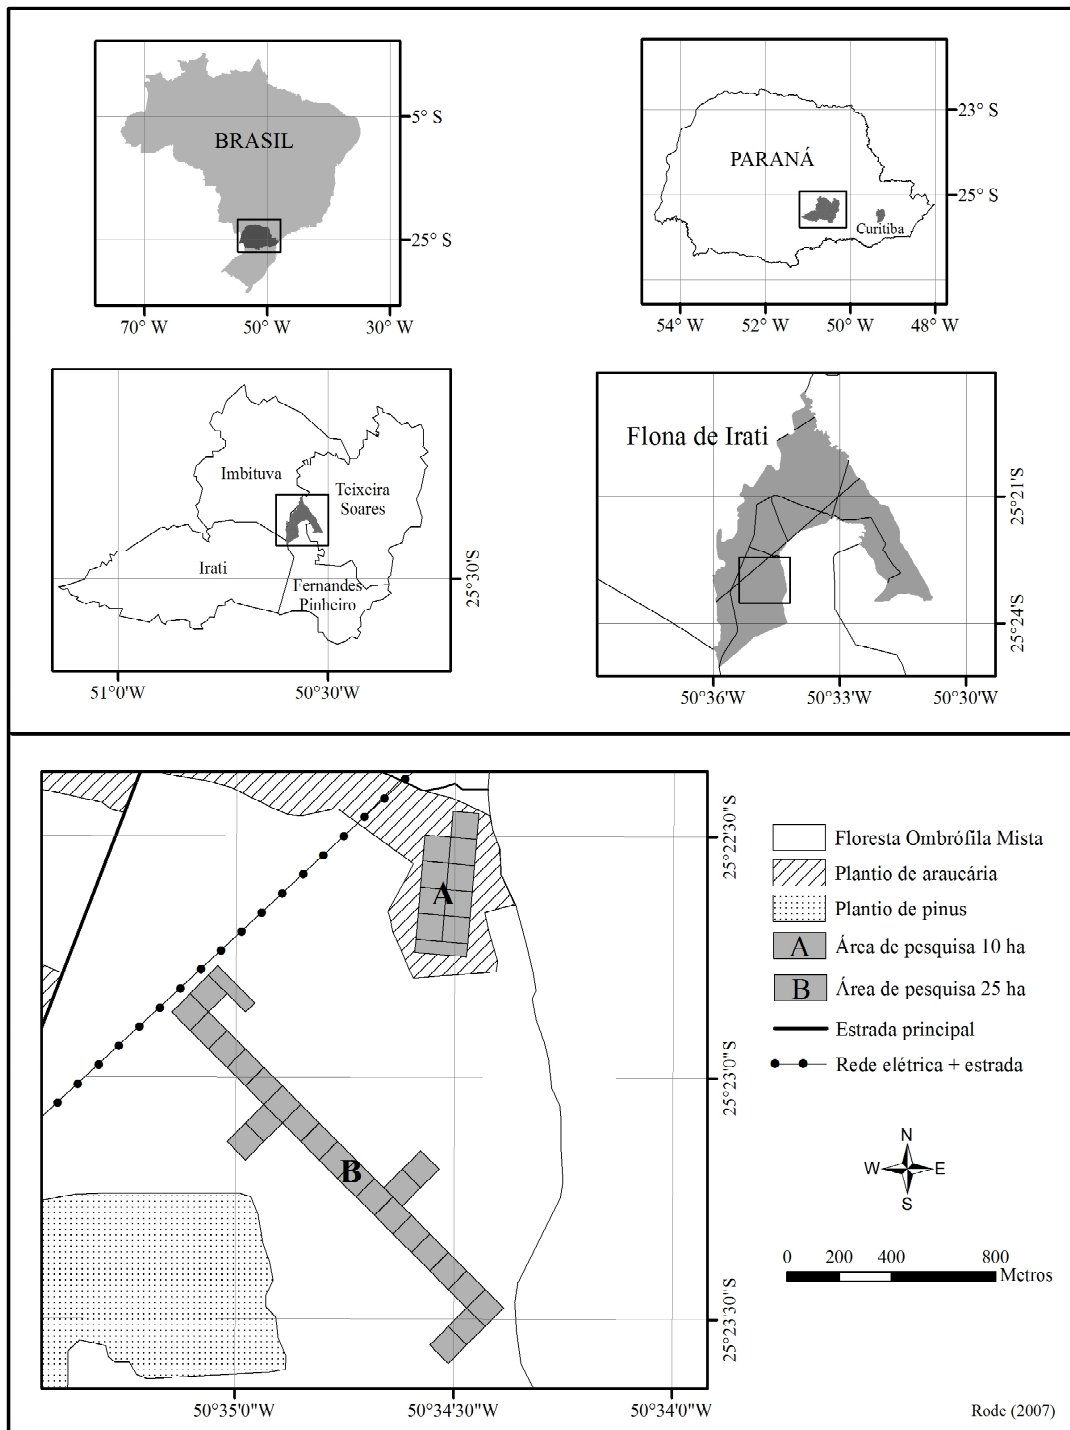 BRASIL
5° S
25° S
70° W
50° W
30° W
PARANÁ
Curitiba
23° S
25° S
54° W
52° W
50° W
48° W
Imbituva
Teixeira
Soares
Irati
Fernandes
Pinheiro
25°30'S
51°0'W
50°30'W
Flona de Irati
25°21'S
25°24'S
50°36'W
50°33'W
50°30'W
A
B
25°22'30"S
25°23'0"S
25°23'30"S
50°35'0"W
50°34'30"W
50°34'0"W
Floresta Ombrófila Mista
Plantio de araucária
Plantio de pinus
A Área de pesquisa 10 ha
B Área de pesquisa 25 ha
Estrada principal
Rede elétrica + estrada
N
W E
S
0 200 400 800
Metros
Rode (2007)